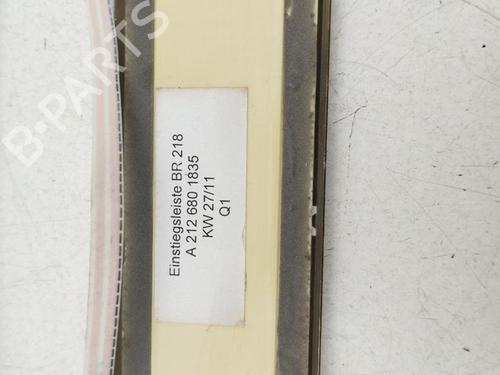 Einstiegsleiste BR 218
A 212 680 1835
KW 27/11
Q1
B-PARTS